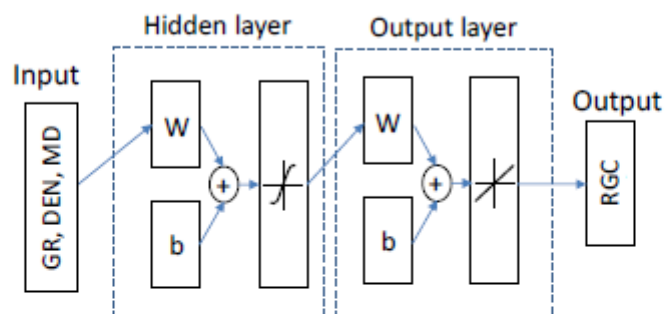 Hidden layer
Output layer
Input
Output
GR, DEN, MD
W
b
+
W
b
+
RGC